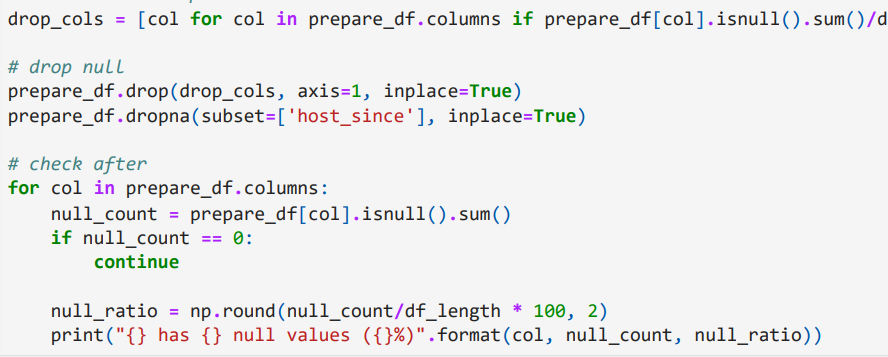 drop_cols = [col for col in prepare_df.columns if prepare_df[col].isnull().sum()/d
# drop null
prepare_df.drop(drop_cols, axis=1, inplace=True)
prepare_df.dropna(subset=['host_since'], inplace=True)
# check after
for col in prepare_df.columns:
    null_count = prepare_df[col].isnull().sum()
    if null_count == 0:
        continue
    null_ratio = np.round(null_count/df_length * 100, 2)
    print("{} has {} null values ({}%)".format(col, null_count, null_ratio))